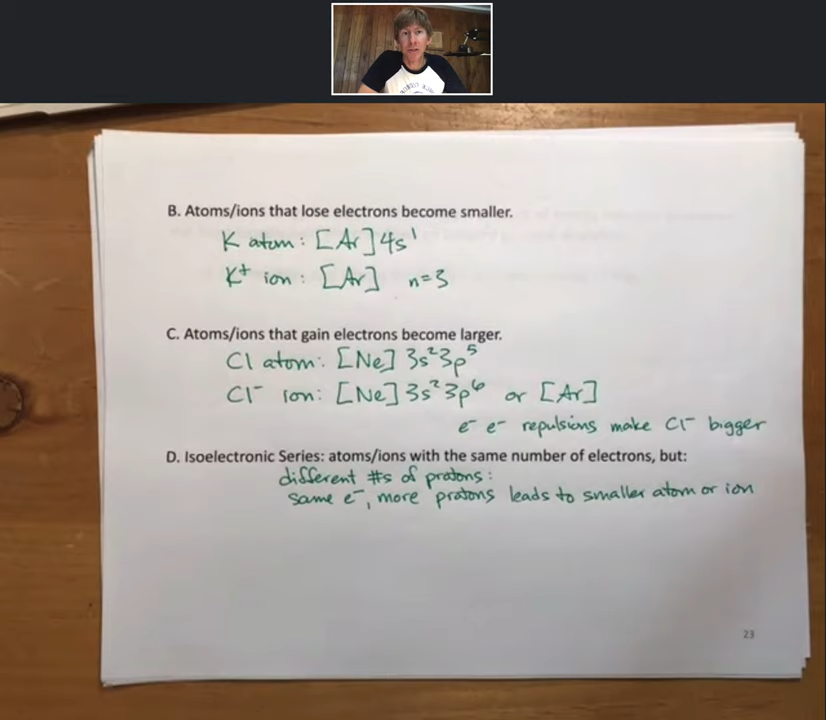 B. Atoms/ions that lose electrons become smaller.
K atom: [Ar] 4s¹
K⁺ ion: [Ar] n=3
C. Atoms/ions that gain electrons become larger.
Cl atom: [Ne] 3s²3p⁵
Cl⁻ ion: [Ne] 3s²3p⁶ or [Ar]
e⁻ e⁻ repulsions make Cl⁻ bigger
D. Isoelectronic Series: atoms/ions with the same number of electrons, but:
different #s of protons:
same e⁻, more protons leads to smaller atom or ion
23